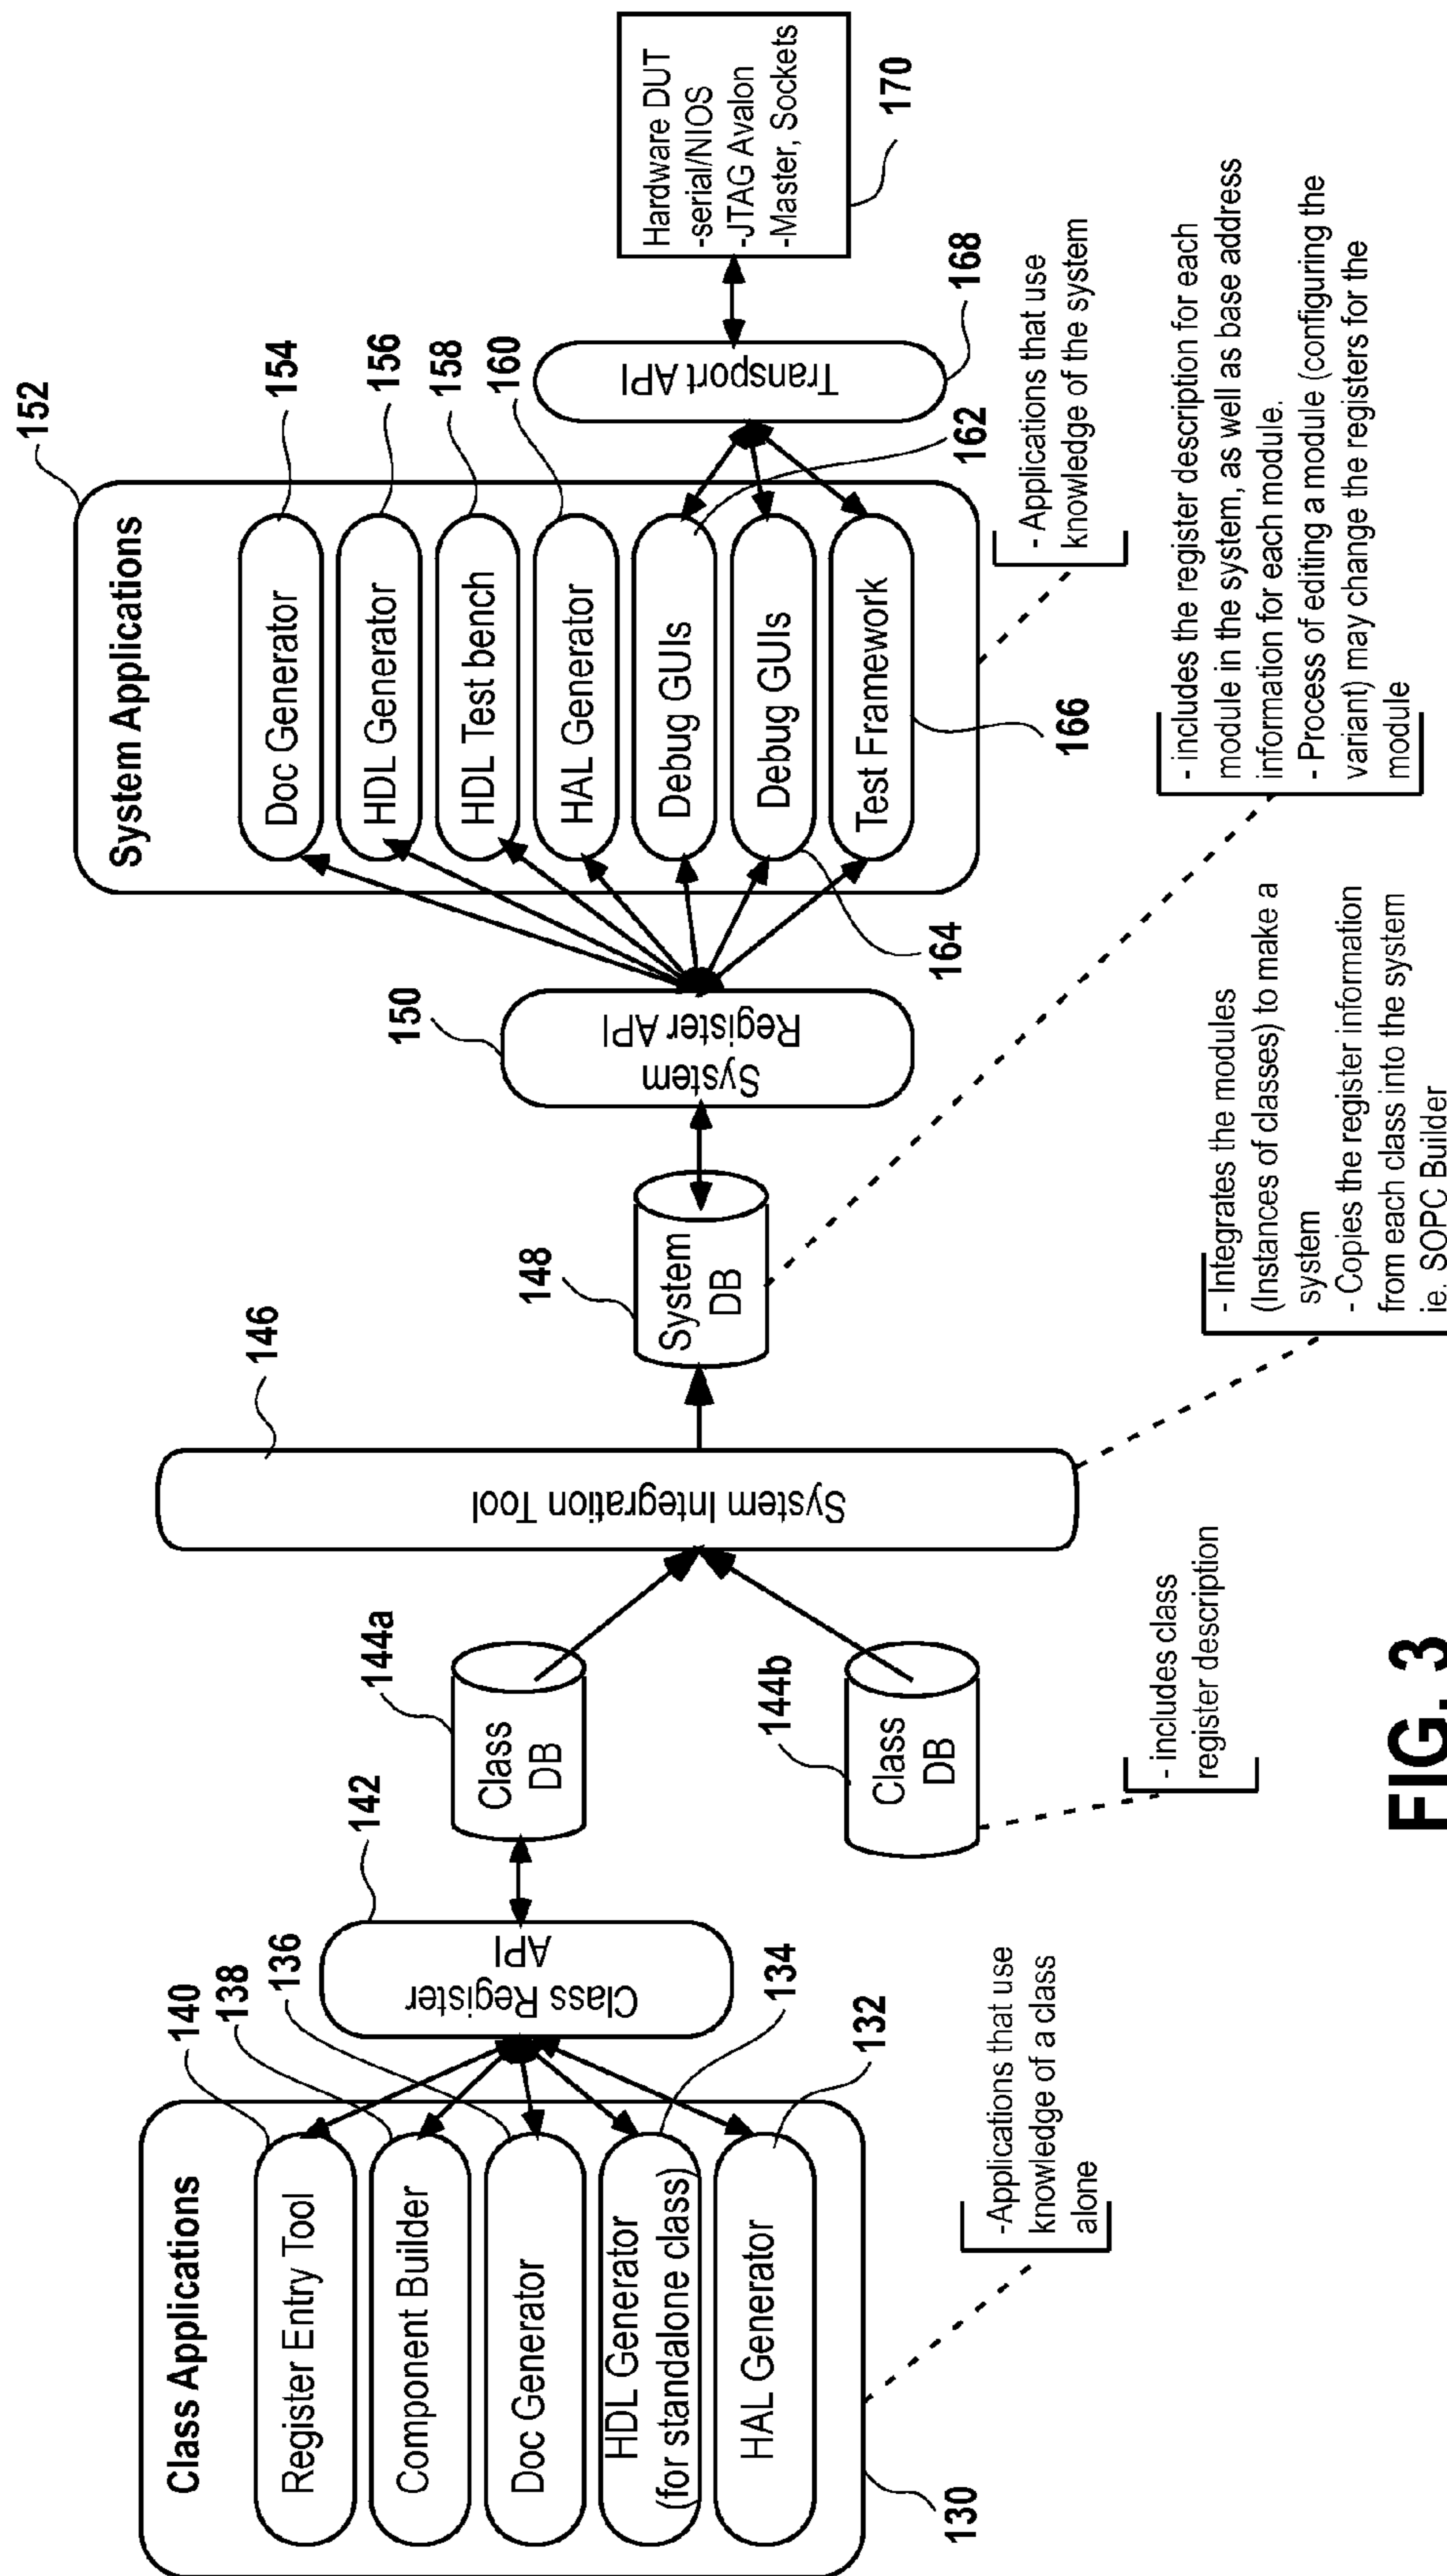 Class Applications
Register Entry Tool
Component Builder
Doc Generator
HDL Generator
(for standalone class)
HAL Generator
130
140
138
136
134
132
-Applications that use
knowledge of a class
alone
142
Class Register
API
144a
Class
DB
144b
Class
DB
- includes class
register description
146
System Integration Tool
- Integrates the modules
(Instances of classes) to make a
system
- Copies the register information
from each class into the system
ie. SOPC Builder
148
System
DB
- includes the register description for each
module in the system, as well as base address
information for each module.
- Process of editing a module (configuring the
variant) may change the registers for the
module
150
System
Register API
152
System Applications
Doc Generator
HDL Generator
HDL Test bench
HAL Generator
Debug GUIs
Debug GUIs
Test Framework
154
156
158
160
162
164
166
- Applications that use
knowledge of the system
Transport API
168
Hardware DUT
-serial/NIOS
-JTAG Avalon
-Master, Sockets
170
FIG. 3